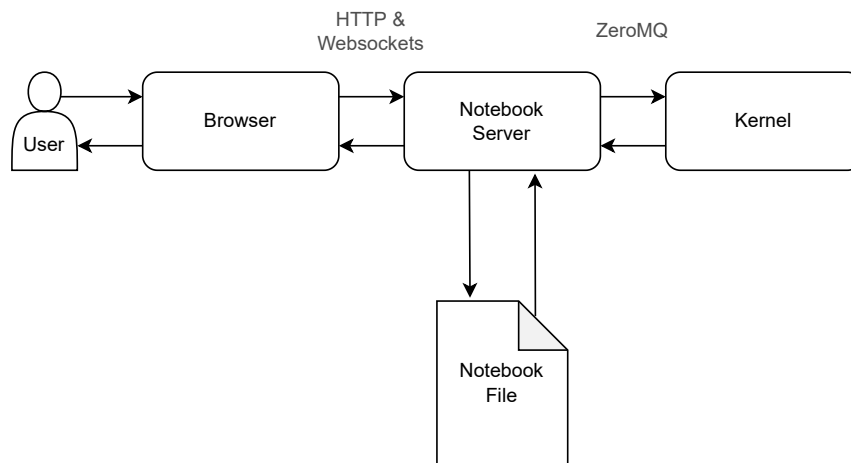 HTTP &
Websockets
ZeroMQ
User
Browser
Notebook
Server
Kernel
Notebook
File